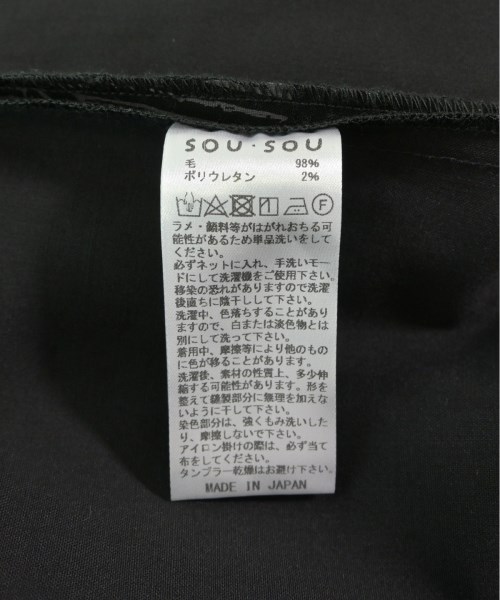 SOU・SOU
毛 98%
ポリウレタン 2%
ラメ・顔料等がはがれおちる可
能性があるため単品洗いをして
ください。
必ずネットに入れ、手洗いモー
ドにして洗濯機をご使用下さい。
移染の恐れがありますので洗濯
後直ちに陰干しして下さい。
洗濯中、色落ちすることがあり
ますので、白または淡色物とは
別にして洗って下さい。
着用中、摩擦等により他のもの
に色が移ることがあります。
洗濯後、素材の性質上、多少伸
縮する可能性があります。形を
整えて縫製部分に無理を加えな
いように干して下さい。
染色部分は、強くもみ洗いした
り、摩擦しないで下さい。
アイロン掛けの際は、必ず当て
布をしてください。
タンブラー乾燥はお避け下さい。
MADE IN JAPAN